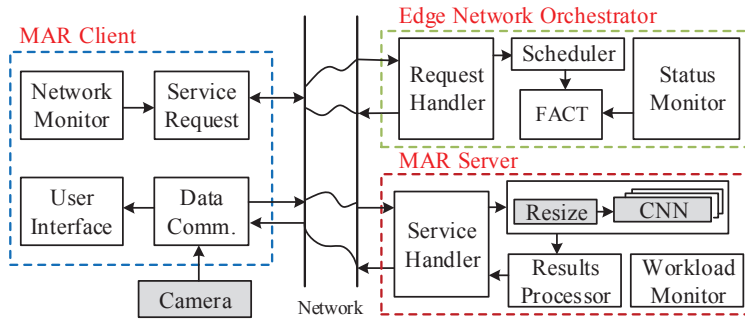 Edge Network Orchestrator
MAR Client
Network
Monitor
Service
Request
Request
Handler
Scheduler
FACT
Status
Monitor
MAR Server
User
Interface
Data
Comm.
Camera
Network
Service
Handler
Resize
CNN
Results
Processor
Workload
Monitor